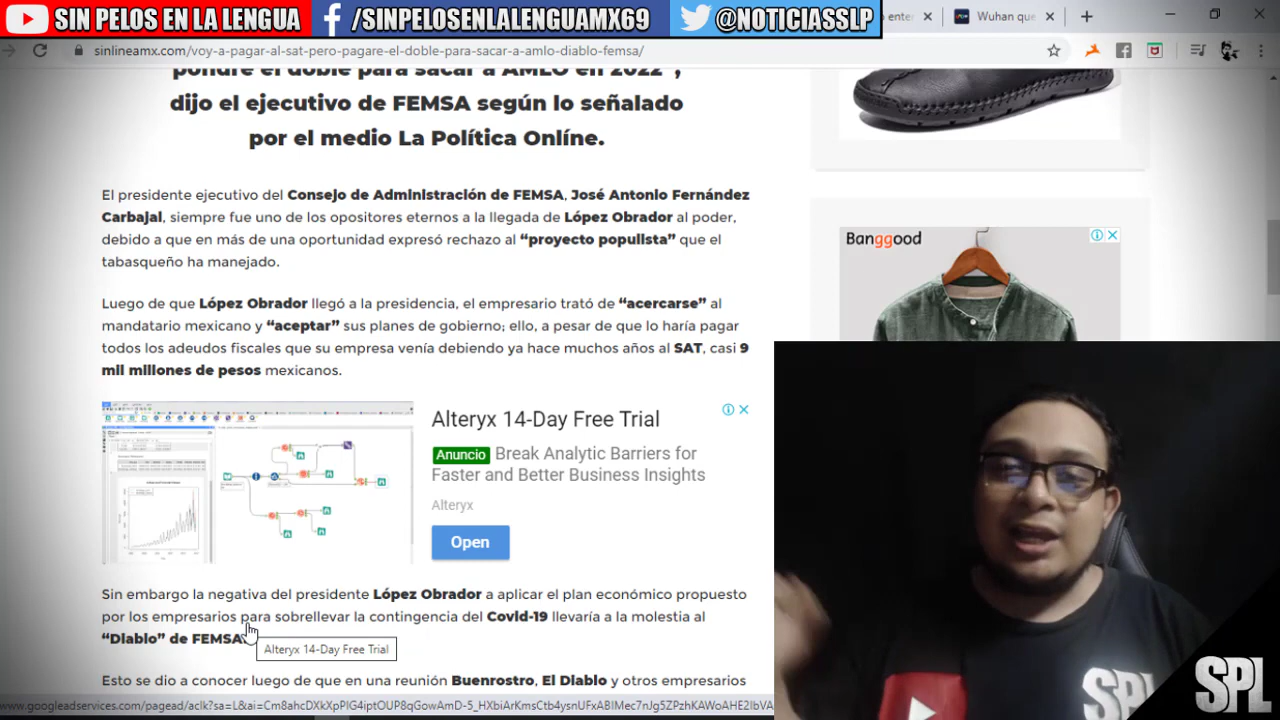 SIN PELOS EN LA LENGUA
/SINPELOSENLALENGUAMX69
@NOTICIASSLP
Wuhan que
sinlineamx.com/voy-a-pagar-al-sat-pero-pagare-el-doble-para-sacar-a-amlo-diablo-femsa/
pondré el doble para sacar a AMLO en 2022”,
dijo el ejecutivo de FEMSA según lo señalado
por el medio La Política Onlíne.
El presidente ejecutivo del Consejo de Administración de FEMSA, José Antonio Fernández
Carbajal, siempre fue uno de los opositores eternos a la llegada de López Obrador al poder,
debido a que en más de una oportunidad expresó rechazo al “proyecto populista” que el
tabasqueño ha manejado.
Luego de que López Obrador llegó a la presidencia, el empresario trató de “acercarse” al
mandatario mexicano y “aceptar” sus planes de gobierno; ello, a pesar de que lo haría pagar
todos los adeudos fiscales que su empresa venía debiendo ya hace muchos años al SAT, casi 9
mil millones de pesos mexicanos.
Banggood
Alteryx 14-Day Free Trial
Anuncio Break Analytic Barriers for
Faster and Better Business Insights
Alteryx
Open
Sin embargo la negativa del presidente López Obrador a aplicar el plan económico propuesto
por los empresarios para sobrellevar la contingencia del Covid-19 llevaría a la molestia al
“Diablo” de FEMSA.
Alteryx 14-Day Free Trial
Esto se dio a conocer luego de que en una reunión Buenrostro, El Diablo y otros empresarios
SPL